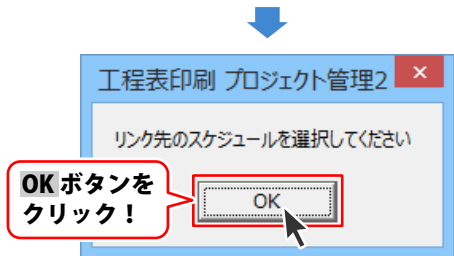 工程表印刷 プロジェクト管理2
リンク先のスケジュールを選択してください
OKボタンを
クリック！
OK